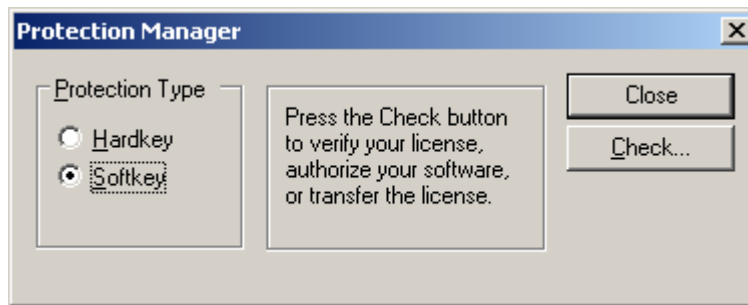 Protection Manager
Protection Type
Hardkey
Softkey
Press the Check button
to verify your license,
authorize your software,
or transfer the license.
Close
Check...